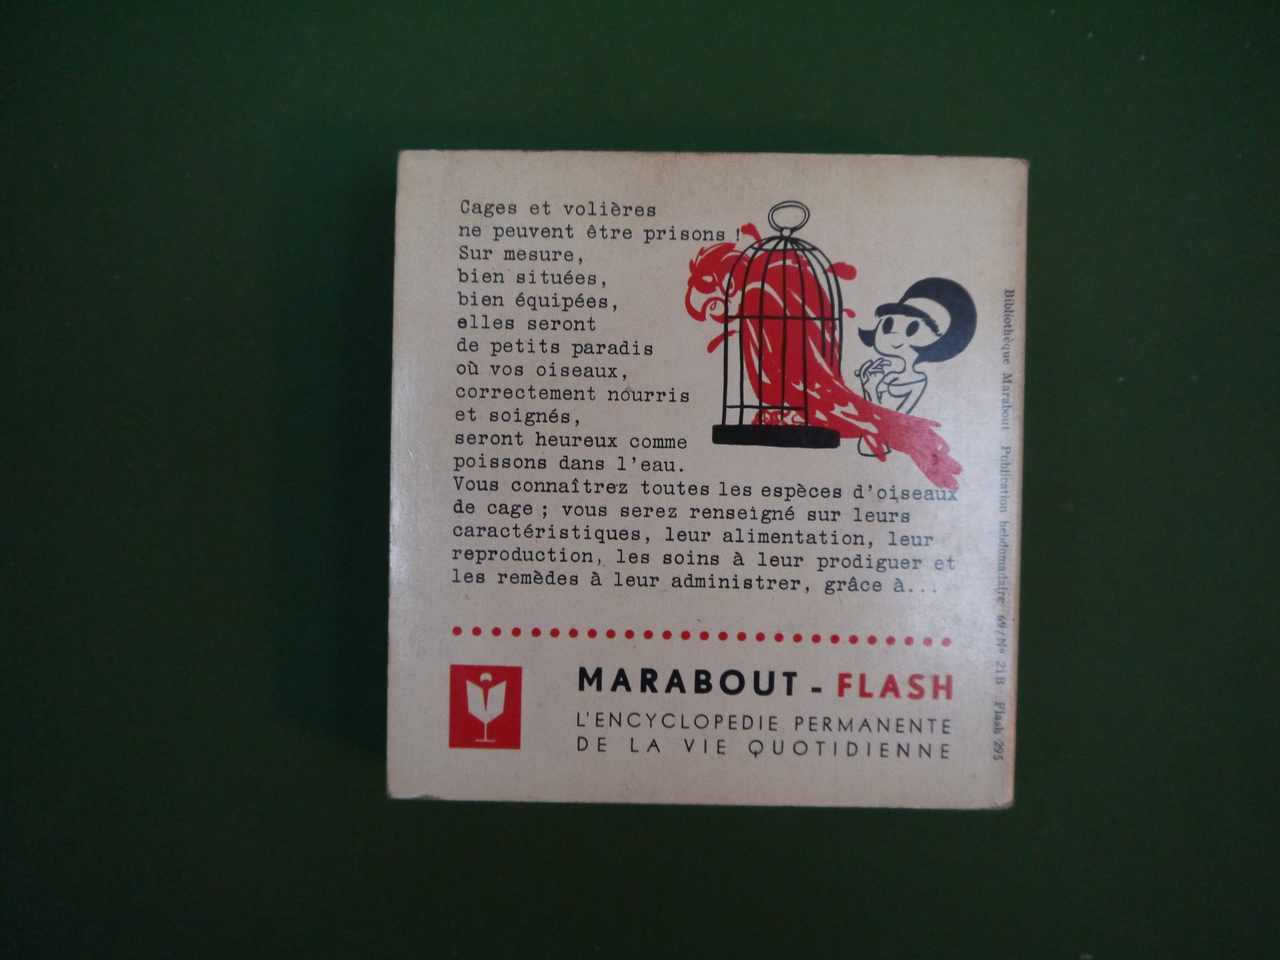 Cages et volières
ne peuvent être prisons !
Sur mesure,
bien situées,
bien équipées,
elles seront
de petits paradis
où vos oiseaux,
correctement nourris
et soignés,
seront heureux comme
poissons dans l'eau.
Vous connaîtrez toutes les espèces d'oiseaux
de cage ; vous serez renseigné sur leurs
caractéristiques, leur alimentation, leur
reproduction, les soins à leur prodiguer et
les remèdes à leur administrer, grâce à...
MARABOUT - FLASH
L'ENCYCLOPEDIE PERMANENTE
DE LA VIE QUOTIDIENNE
Bibliothèque Marabout Publication hebdomadaire 69/No 21B Flash 295